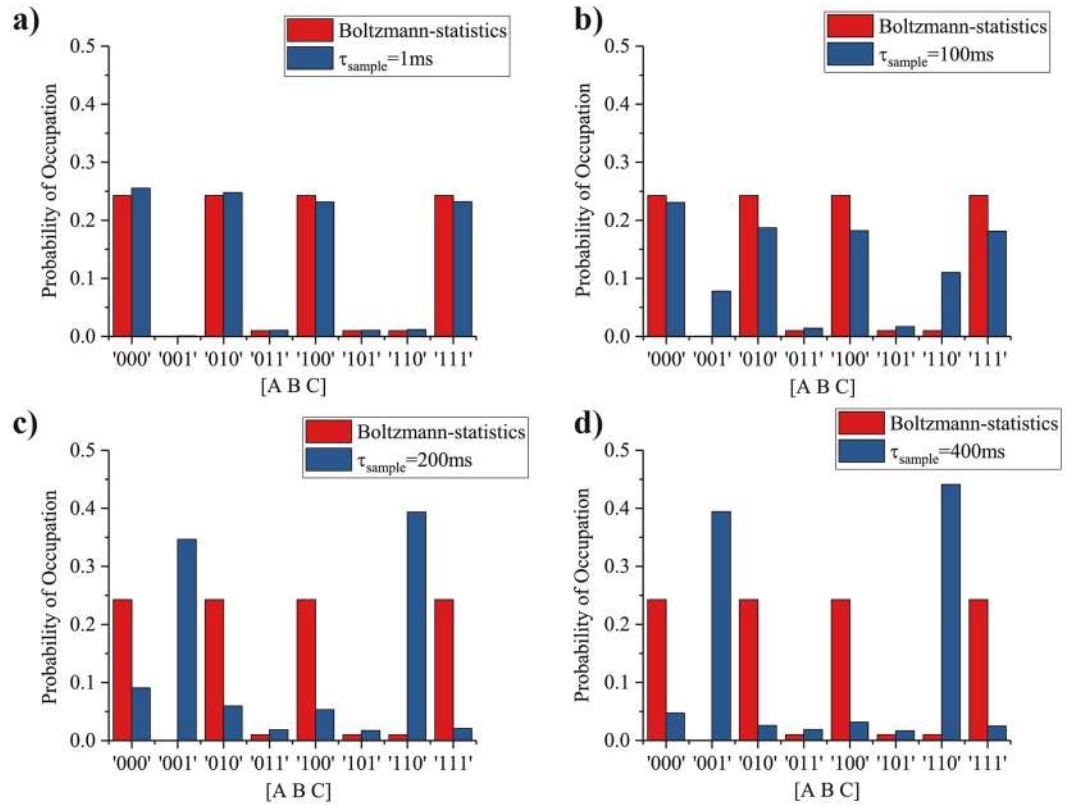 a)
Boltzmann-statistics
τsample=1ms
Probability of Occupation
0.5
0.4
0.3
0.2
0.1
0.0
'000' '001' '010' '011' '100' '101' '110' '111'
[A B C]
b)
Boltzmann-statistics
τsample=100ms
Probability of Occupation
0.5
0.4
0.3
0.2
0.1
0.0
'000' '001' '010' '011' '100' '101' '110' '111'
[A B C]
c)
Boltzmann-statistics
τsample=200ms
Probability of Occupation
0.5
0.4
0.3
0.2
0.1
0.0
'000' '001' '010' '011' '100' '101' '110' '111'
[A B C]
d)
Boltzmann-statistics
τsample=400ms
Probability of Occupation
0.5
0.4
0.3
0.2
0.1
0.0
'000' '001' '010' '011' '100' '101' '110' '111'
[A B C]